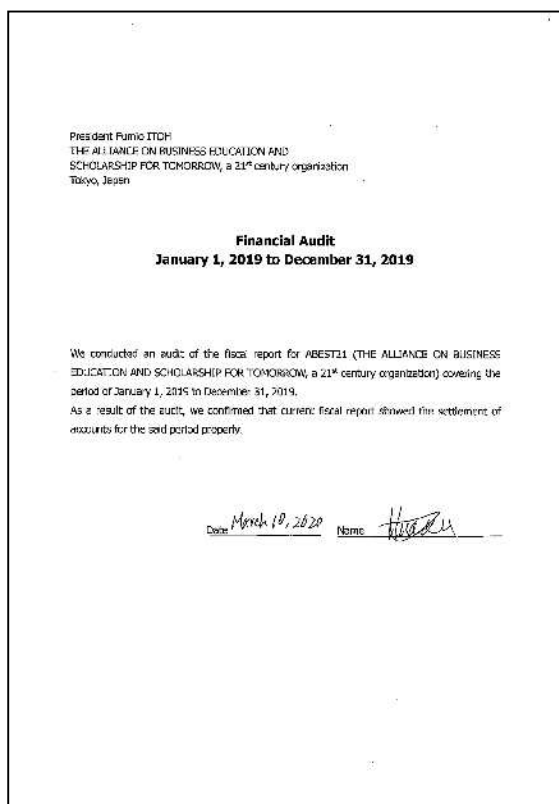 President Fumio ITOH
THE ALLIANCE ON BUSINESS EDUCATION AND
SCHOLARSHIP FOR TOMORROW, a 21st century organization
Tokyo, Japan
Financial Audit
January 1, 2019 to December 31, 2019
We conducted an audit of the fiscal report for ABEST21 (THE ALLIANCE ON BUSINESS
EDUCATION AND SCHOLARSHIP FOR TOMORROW, a 21st century organization) covering the
period of January 1, 2019 to December 31, 2019.
As a result of the audit, we confirmed that current fiscal report showed the settlement of
accounts for the said period properly.
Date March 10, 2020 Name